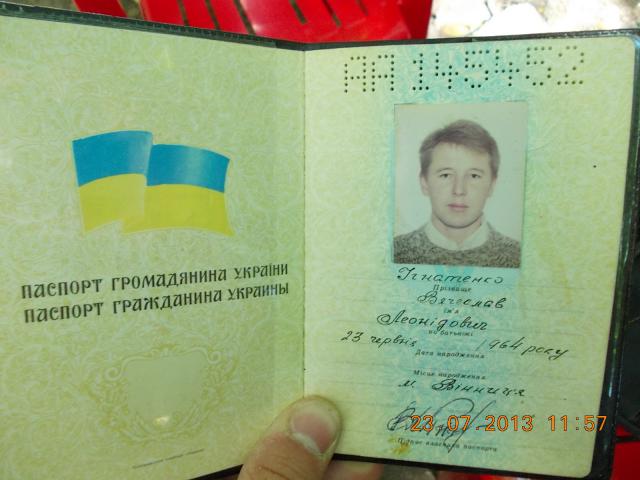 ПАСПОРТ ГРОМАДЯНИНА УКРАЇНИ
ПАСПОРТ ГРАЖДАНИНА УКРАИНЫ
АА 145452
Ігнатенко
Прізвище
Вячеслав
ім'я
Леонідович
по батькові
23 червня 1964 року
Дата народження
Місце народження
м. Вінниця
Підпис власника паспорта
23.07.2013 11:57